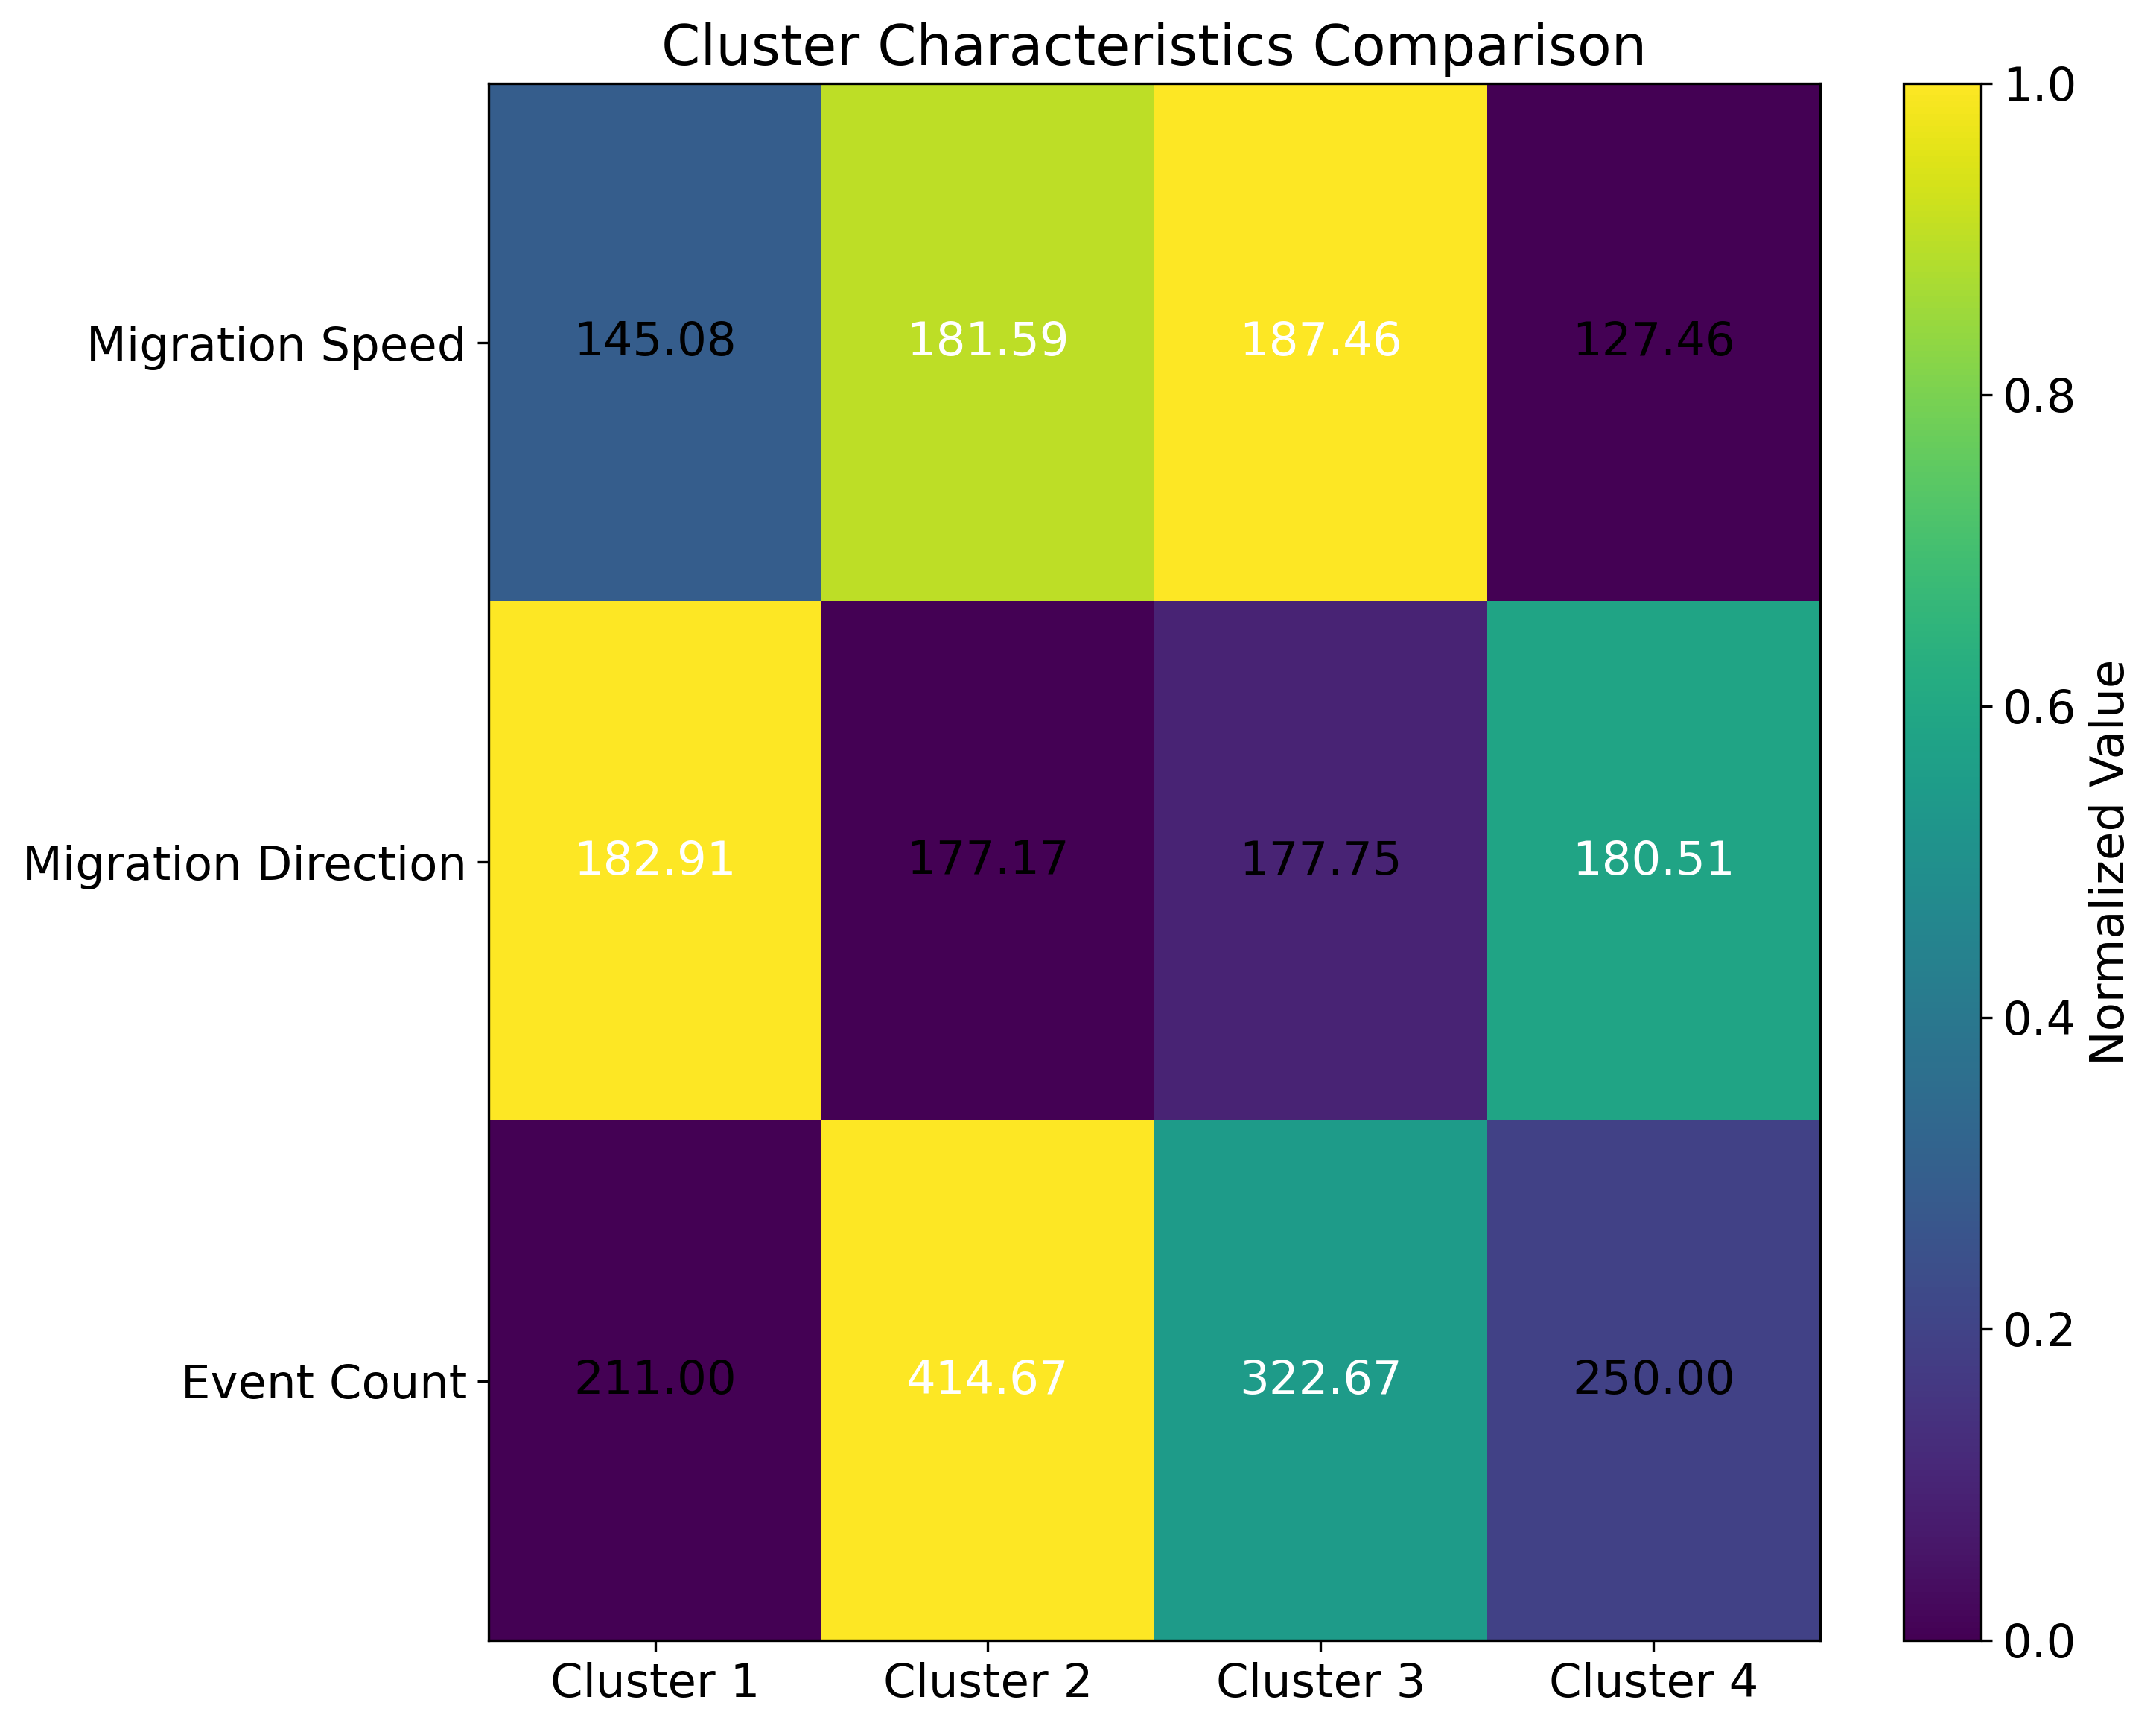 Cluster Characteristics Comparison
Migration Speed
145.08 181.59 187.46 127.46
Migration Direction
182.91 177.17 177.75 180.51
Event Count
211.00 414.67 322.67 250.00
Cluster 1 Cluster 2 Cluster 3 Cluster 4
1.0
0.8
0.6
0.4
0.2
0.0
Normalized Value